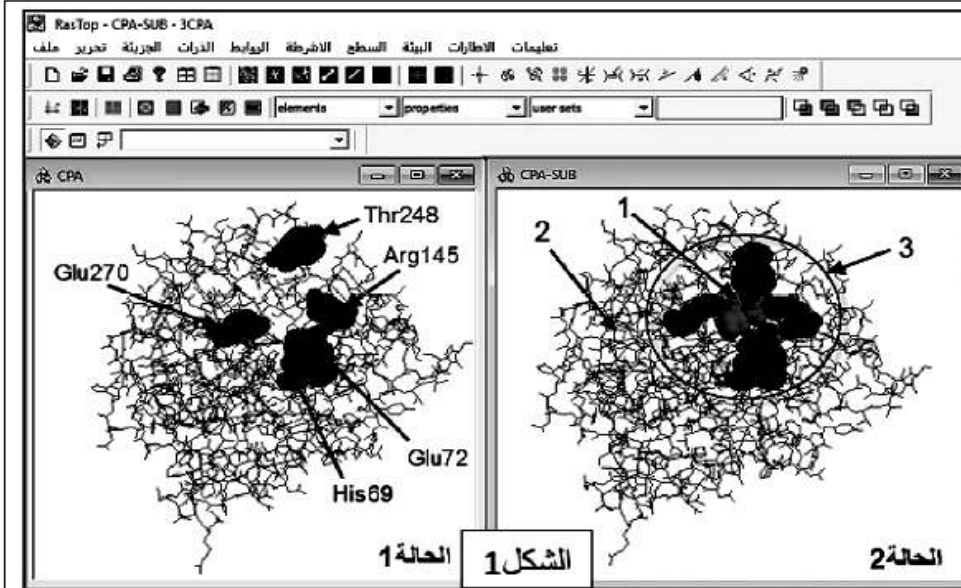 RasTop - CPA-SUB - 3CPA
ملف تحرير الجزيئة الذرات الروابط الاشرطة السطح البيئة الاطارات تعليمات
elements properties user sets
CPA
CPA-SUB
Thr248
Arg145
Glu270
Glu72
His69
الحالة1
1
2
3
الحالة2
الشكل1